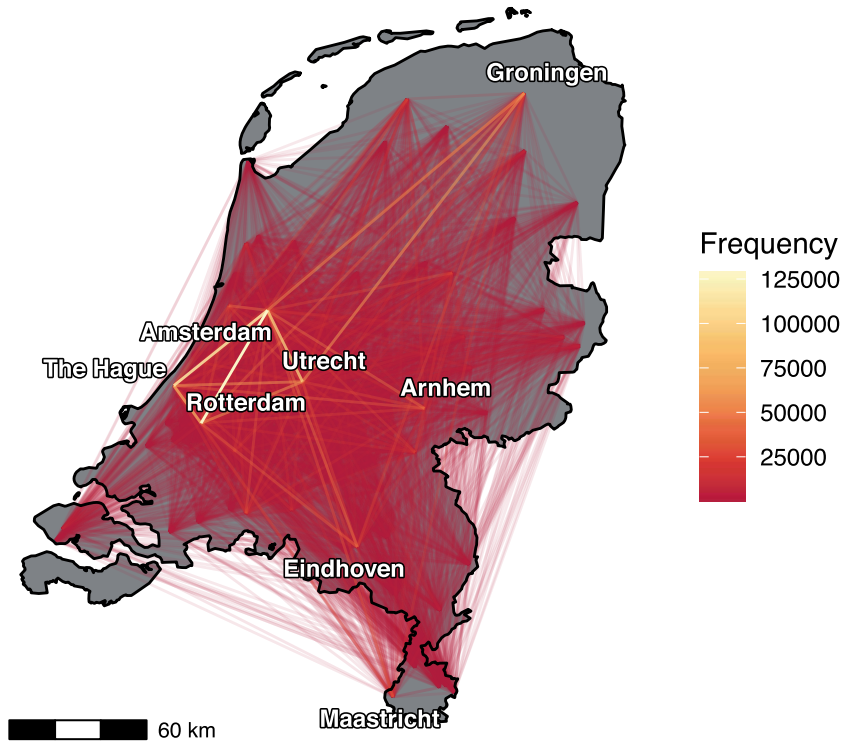 Groningen
Frequency
125000
100000
75000
50000
25000
Amsterdam
Utrecht
The Hague
Arnhem
Rotterdam
Eindhoven
Maastricht
60 km